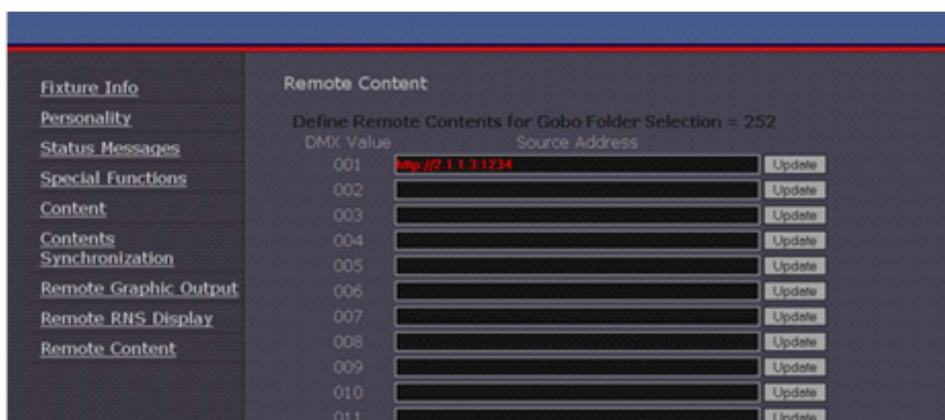 Fixture Info
Personality
Status Messages
Special Functions
Content
Contents
Synchronization
Remote Graphic Output
Remote RNS Display
Remote Content
Remote Content
Define Remote Contents for Gobo Folder Selection = 252
DMX Value Source Address
001 http://2.1.1.3:1234 Update
002 Update
003 Update
004 Update
005 Update
006 Update
007 Update
008 Update
009 Update
010 Update
011 Update